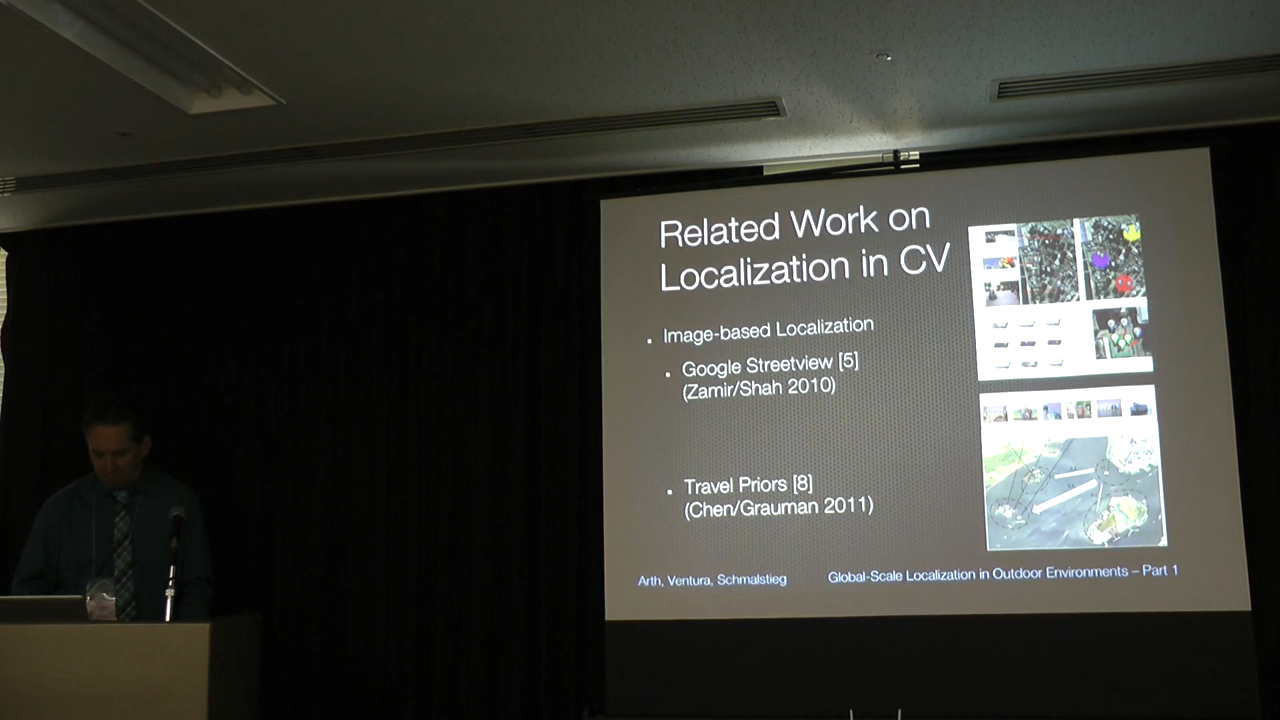 Related Work on
Localization in CV
Image-based Localization
Google Streetview [5]
(Zamir/Shah 2010)
Travel Priors [8]
(Chen/Grauman 2011)
Arth, Ventura, Schmalstieg
Global-Scale Localization in Outdoor Environments – Part 1